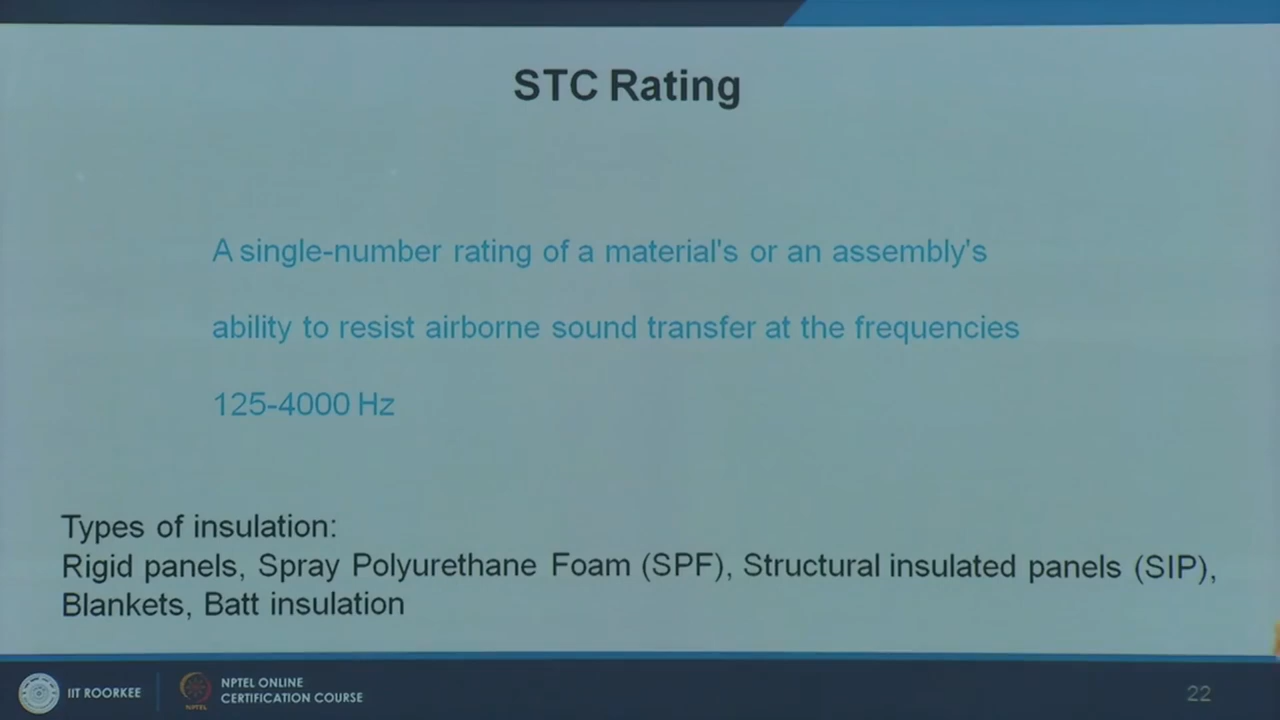 STC Rating
A single-number rating of a material's or an assembly's
ability to resist airborne sound transfer at the frequencies
125-4000 Hz
Types of insulation:
Rigid panels, Spray Polyurethane Foam (SPF), Structural insulated panels (SIP),
Blankets, Batt insulation
IIT ROORKEE
NPTEL
NPTEL ONLINE
CERTIFICATION COURSE
22